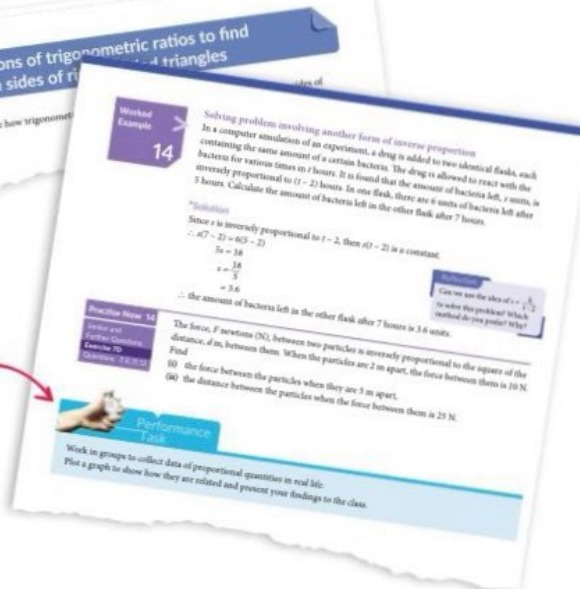 ons of trigonometric ratios to find
sides of ri triangles
how trigonomet
Worked
Example
14
Solving problem involving another form of inverse proportion
In a computer simulation of an experiment, a drug is added to two identical flasks, each
containing the same amount of a certain bacteria. The drug is allowed to react with the
bacteria for various times in t hours. It is found that the amount of bacteria left, s units, is
inversely proportional to (t − 2) hours. In one flask, there are 6 units of bacteria left after
5 hours. Calculate the amount of bacteria left in the other flask after 7 hours.
*Solution
Since s is inversely proportional to t − 2, then s(t − 2) is a constant.
∴ s(7 − 2) = 6(5 − 2)
5s = 18
s = 18/5
= 3.6
∴ the amount of bacteria left in the other flask after 7 hours is 3.6 units.
Reflection
Can we use the idea of s = k/(t − 2)
to solve this problem? Which
method do you prefer? Why?
Practise Now 14
Similar and
Further Questions
Exercise 7D
Questions
The force, F newtons (N), between two particles is inversely proportional to the square of the
distance, d m, between them. When the particles are 2 m apart, the force between them is 10 N.
Find
(i) the force between the particles when they are 5 m apart,
(ii) the distance between the particles when the force between them is 25 N.
Performance
Task
Work in groups to collect data of proportional quantities in real life.
Plot a graph to show how they are related and present your findings to the class.